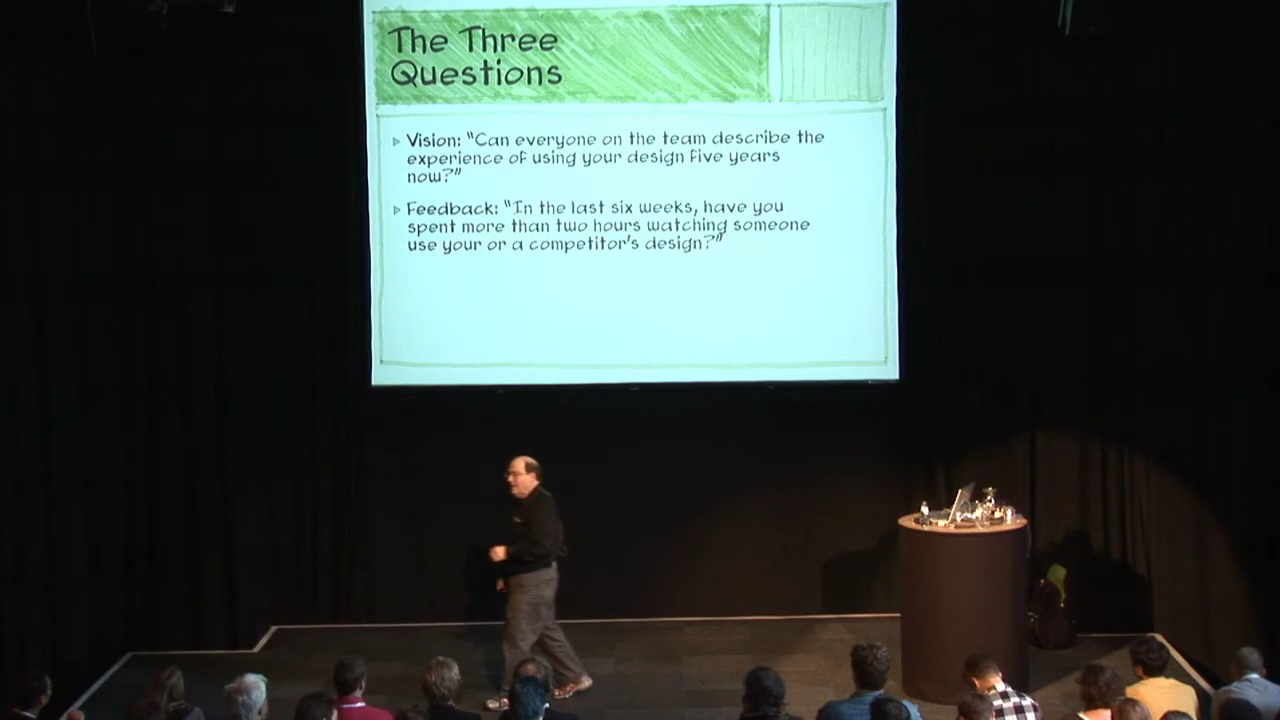 The Three
Questions
Vision: "Can everyone on the team describe the
experience of using your design five years
now?"
Feedback: "In the last six weeks, have you
spent more than two hours watching someone
use your or a competitor's design?"